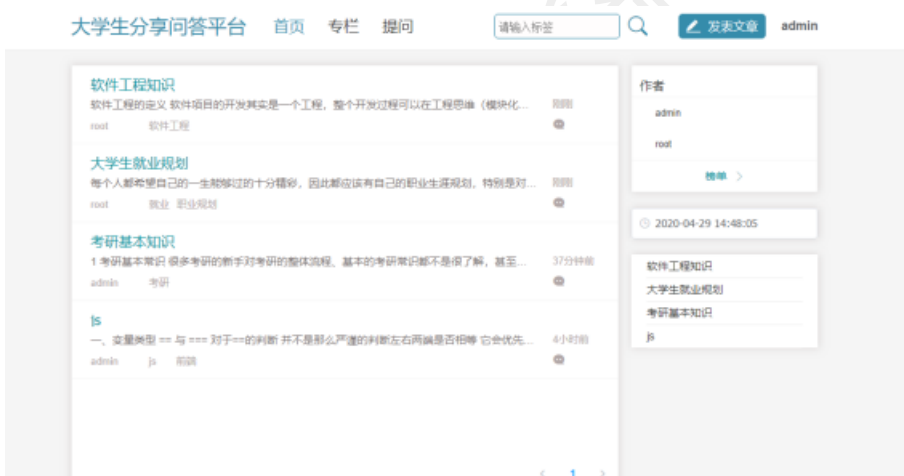 大学生分享问答平台 首页 专栏 提问 请输入标签 发表文章 admin
软件工程知识
软件工程的定义 软件项目的开发其实是一个工程，整个开发过程可以在工程思维（模块化... 刚刚
root 软件工程
大学生就业规划
每个人都希望自己的一生能够过的十分精彩，因此都应该有自己的职业生涯规划，特别是对... 刚刚
root 就业 职业规划
考研基本知识
1 考研基本常识 很多考研的新手对考研的整体流程、基本的考研常识都不是很了解，甚至... 37分钟前
admin 考研
js
一、变量类型 == 与 === 对于==的判断 并不是那么严谨的判断左右两端是否相等 它会优先... 4小时前
admin js 前端
1
作者
admin
root
榜单
2020-04-29 14:48:05
软件工程知识
大学生就业规划
考研基本知识
js